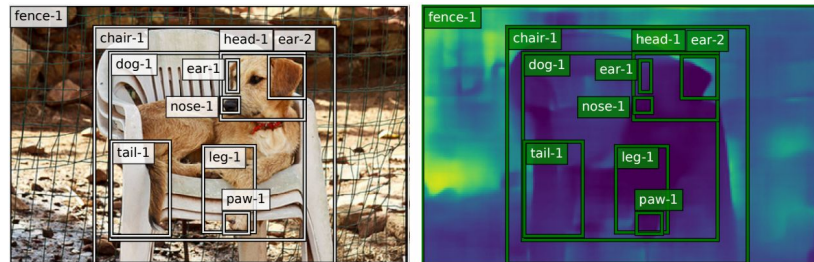 fence-1
chair-1
head-1
ear-2
dog-1
ear-1
nose-1
tail-1
leg-1
paw-1
fence-1
chair-1
head-1
ear-2
dog-1
ear-1
nose-1
tail-1
leg-1
paw-1